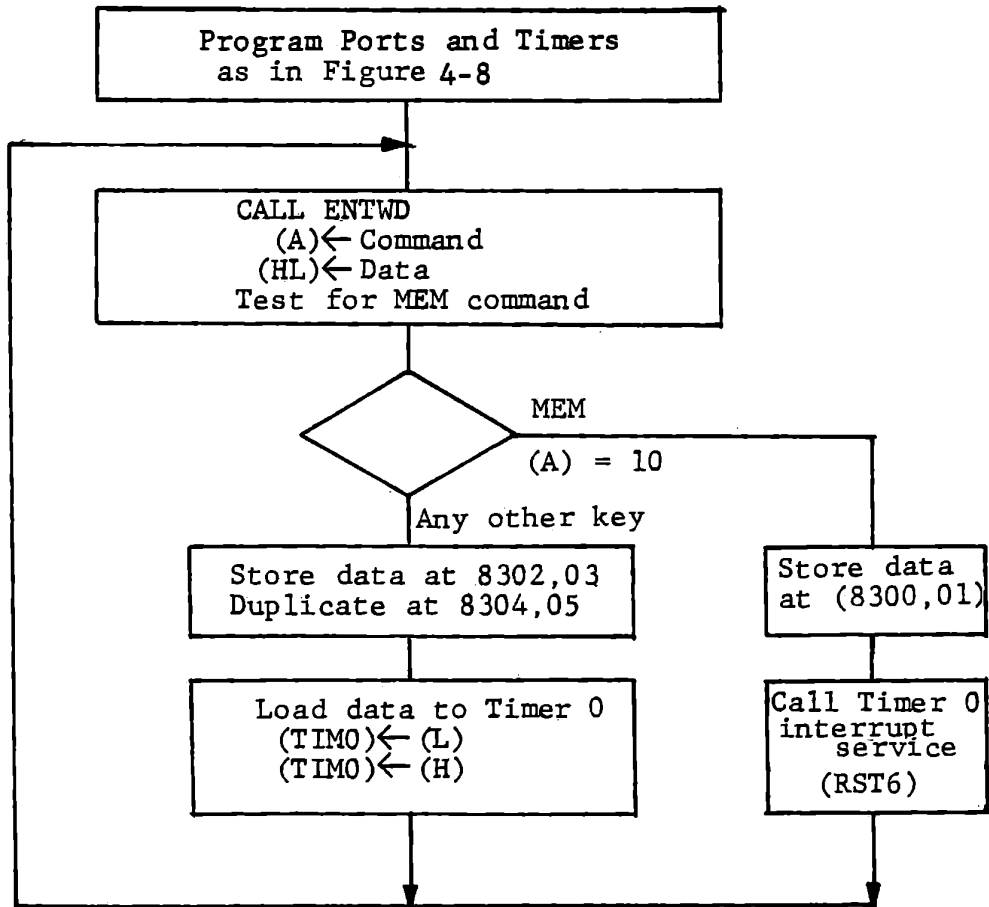 Program Ports and Timers
as in Figure 4-8
CALL ENTWD
(A)← Command
(HL)← Data
Test for MEM command
MEM
(A) = 10
Any other key
Store data at 8302,03
Duplicate at 8304,05
Store data
at (8300,01)
Load data to Timer 0
(TIM0)← (L)
(TIM0)← (H)
Call Timer 0
interrupt
service
(RST6)